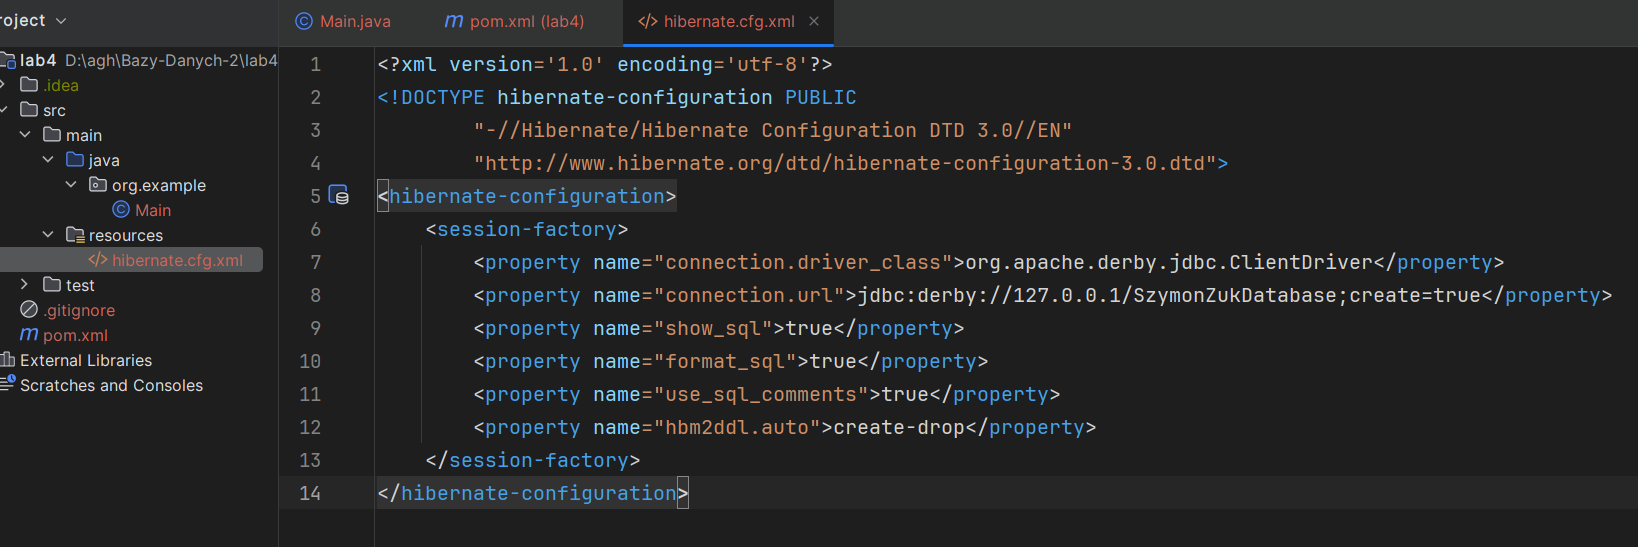 roject
Main.java
pom.xml (lab4)
hibernate.cfg.xml
lab4 D:\agh\Bazy-Danych-2\lab4
.idea
src
main
java
org.example
Main
resources
hibernate.cfg.xml
test
.gitignore
pom.xml
External Libraries
Scratches and Consoles
1 <?xml version='1.0' encoding='utf-8'?>
2 <!DOCTYPE hibernate-configuration PUBLIC
3 "-//Hibernate/Hibernate Configuration DTD 3.0//EN"
4 "http://www.hibernate.org/dtd/hibernate-configuration-3.0.dtd">
5 <hibernate-configuration>
6 <session-factory>
7 <property name="connection.driver_class">org.apache.derby.jdbc.ClientDriver</property>
8 <property name="connection.url">jdbc:derby://127.0.0.1/SzymonZukDatabase;create=true</property>
9 <property name="show_sql">true</property>
10 <property name="format_sql">true</property>
11 <property name="use_sql_comments">true</property>
12 <property name="hbm2ddl.auto">create-drop</property>
13 </session-factory>
14 </hibernate-configuration>